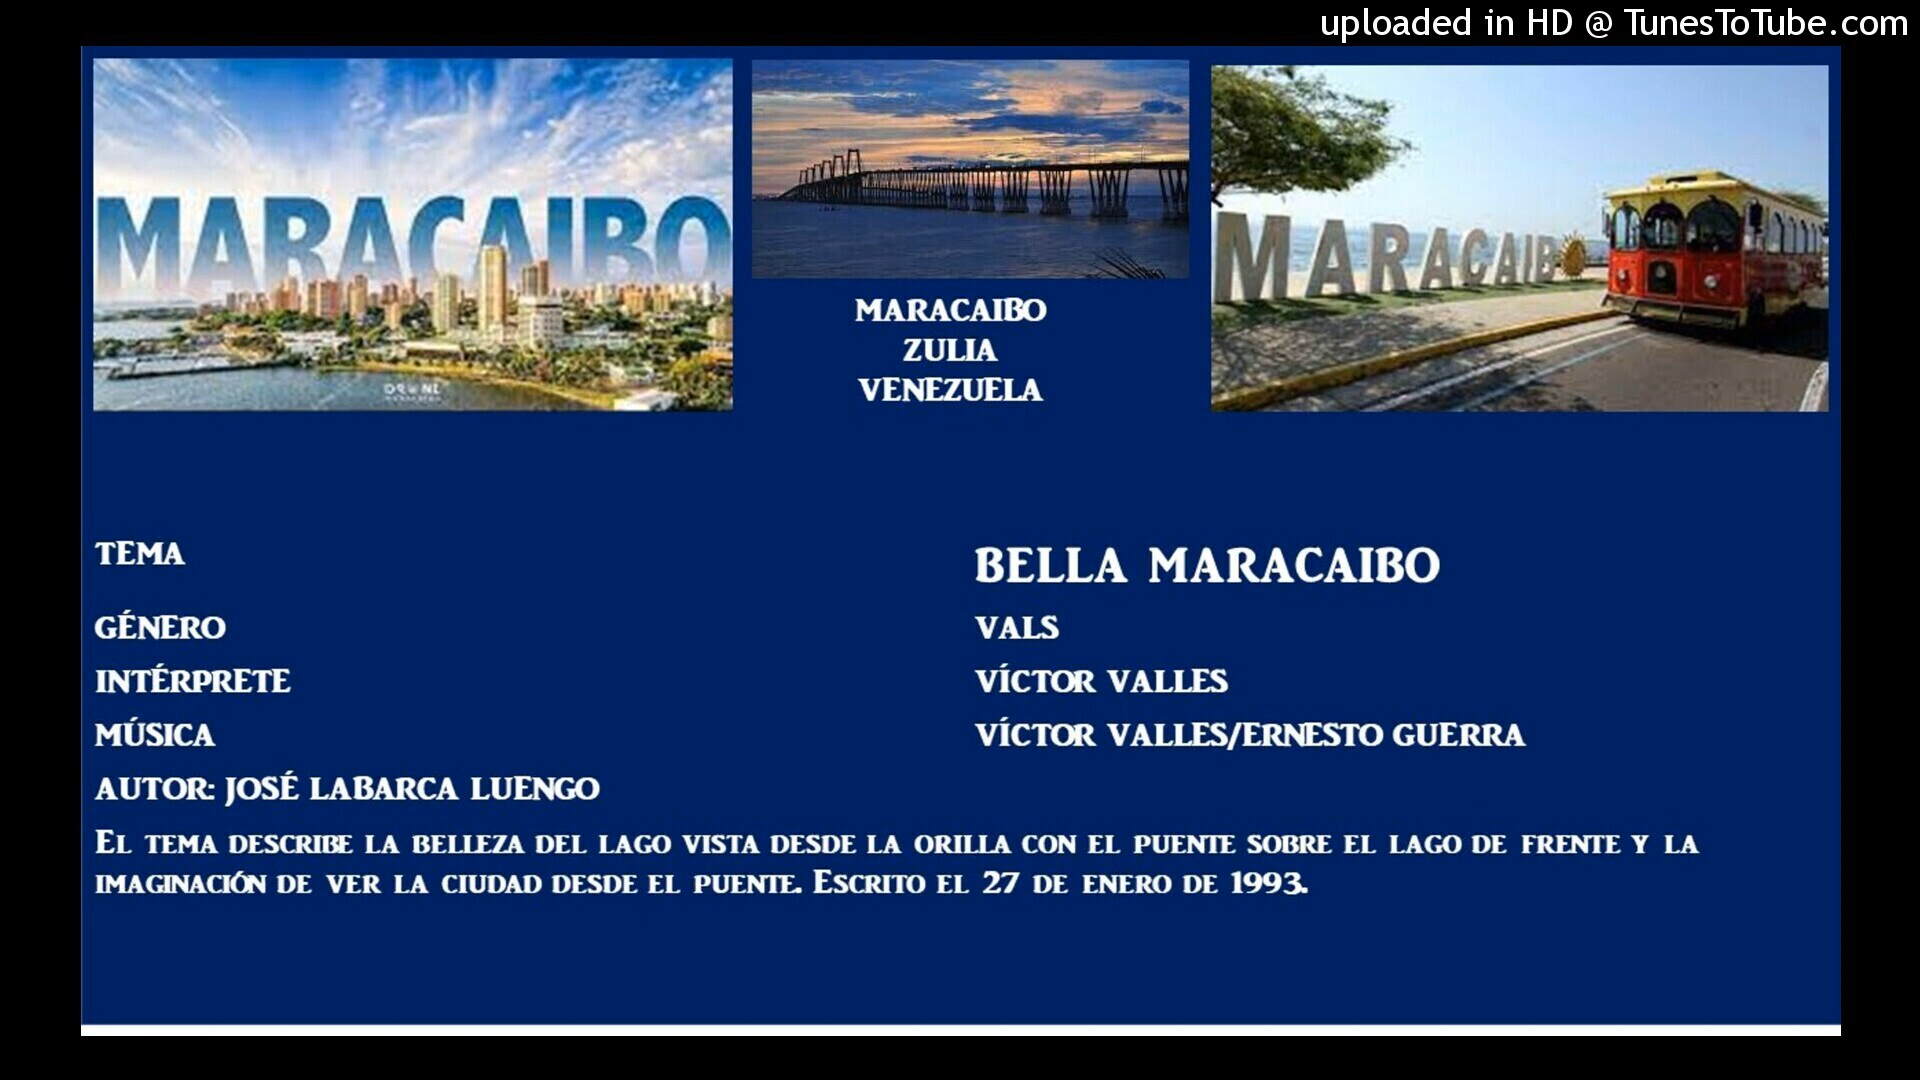 uploaded in HD @ TunesToTube.com
MARACAIBO
MARACAIB
MARACAIBO
ZULIA
VENEZUELA
TEMA
BELLA MARACAIBO
GÉNERO
VALS
INTÉRPRETE
VÍCTOR VALLES
MÚSICA
VÍCTOR VALLES/ERNESTO GUERRA
AUTOR: JOSÉ LABARCA LUENGO
El tema describe la belleza del lago vista desde la orilla con el puente sobre el lago de frente y la
imaginación de ver la ciudad desde el puente. Escrito el 27 de enero de 1993.